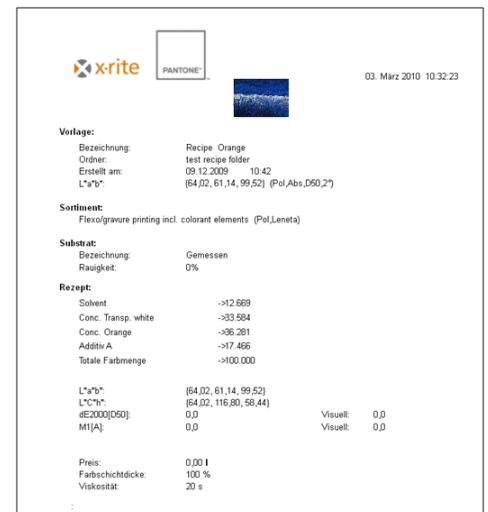 x·rite
PANTONE®
03. März 2010 10:32:23
Vorlage:
Bezeichnung: Recipe Orange
Ordner: test recipe folder
Erstellt am: 09.12.2009 10:42
L*a*b*: {64,02, 61,14, 99,52} (Pol,Abs,D50,2°)
Sortiment:
Flexo/gravure printing incl. colorant elements (Pol,Leneta)
Substrat:
Bezeichnung: Gemessen
Rauigkeit: 0%
Rezept:
Solvent ->12.669
Conc. Transp. white ->33.584
Conc. Orange ->36.281
Additiv A ->17.466
Totale Farbmenge ->100.000
L*a*b*: {64,02, 61,14, 99,52}
L*C*h*: {64,02, 116,80, 58,44}
dE2000[D50]: 0,0 Visuell: 0,0
M1[A]: 0,0 Visuell: 0,0
Preis: 0,00 l
Farbschichtdicke: 100 %
Viskosität: 20 s
: